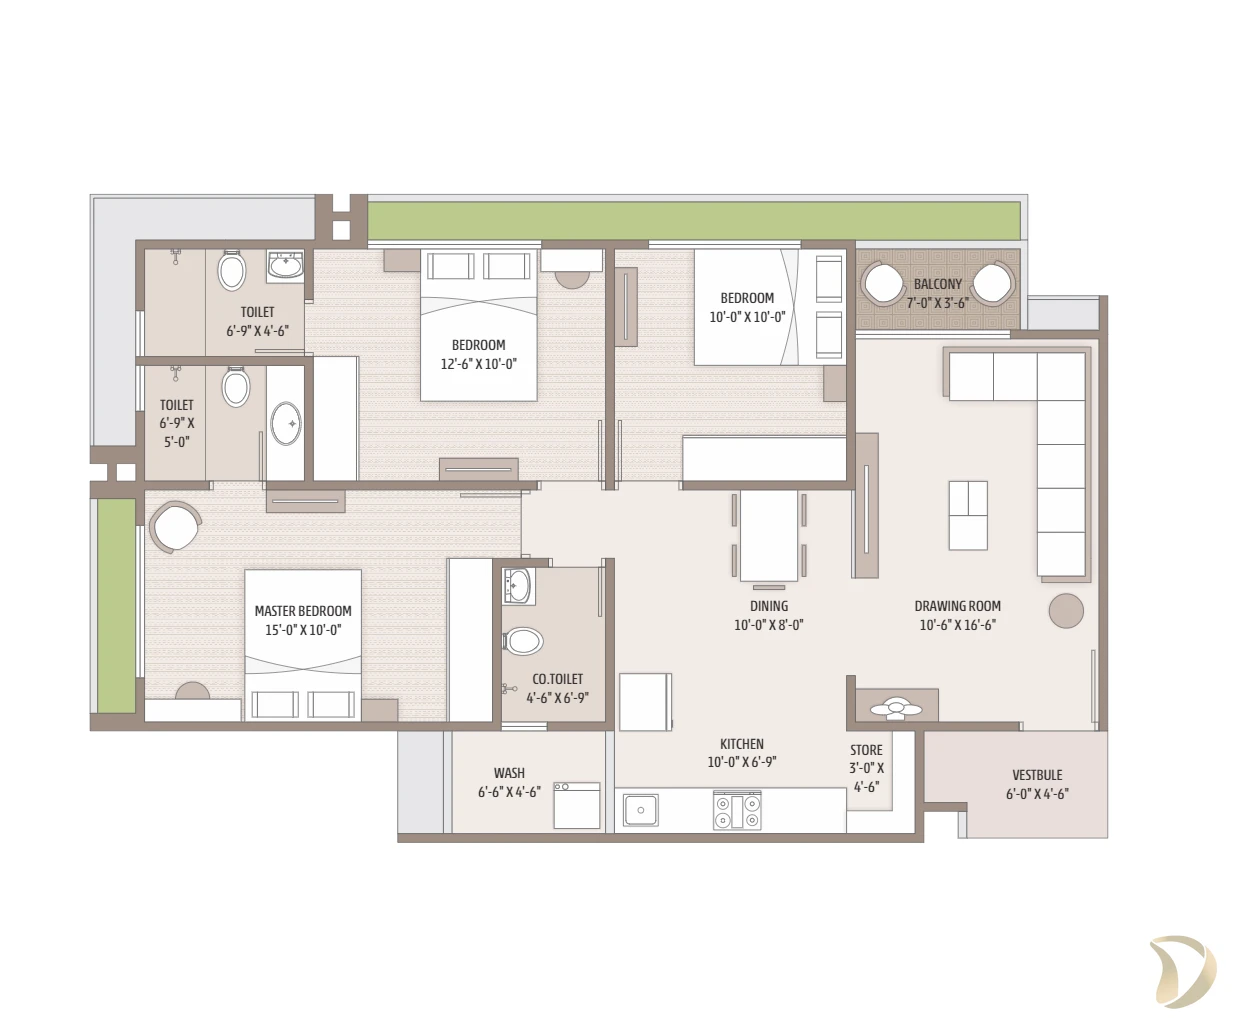 BALCONY
7'-0" X 3'-6"
BEDROOM
10'-0" X 10'-0"
TOILET
6'-9" X 4'-6"
BEDROOM
12'-6" X 10'-0"
TOILET
6'-9" X
5'-0"
MASTER BEDROOM
15'-0" X 10'-0"
DINING
10'-0" X 8'-0"
DRAWING ROOM
10'-6" X 16'-6"
CO.TOILET
4'-6" X 6'-9"
KITCHEN
10'-0" X 6'-9"
STORE
3'-0" X
4'-6"
WASH
6'-6" X 4'-6"
VESTBULE
6'-0" X 4'-6"